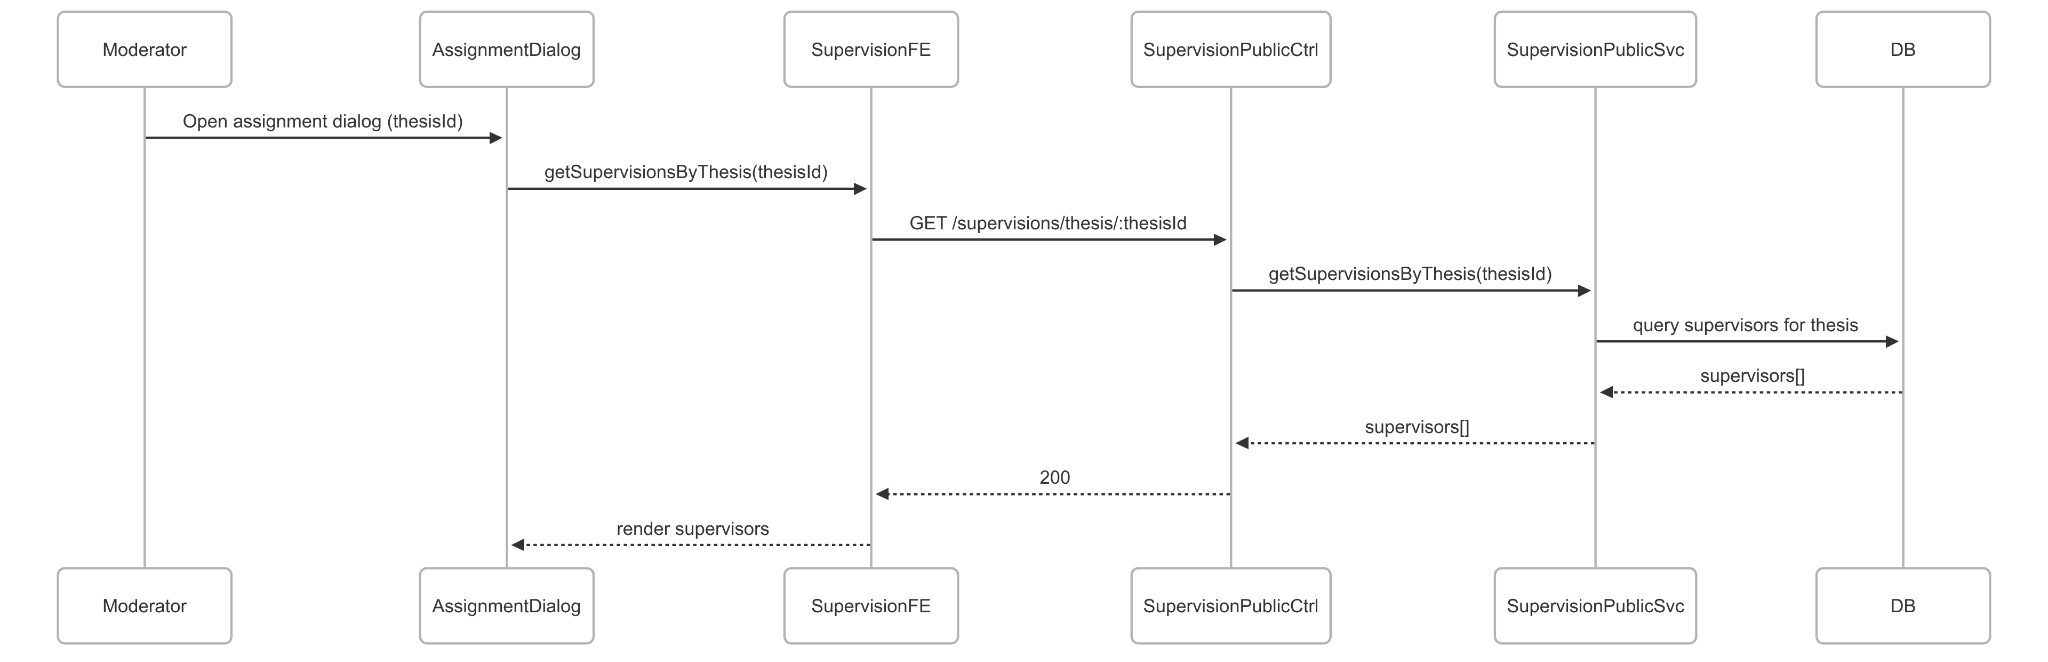 Moderator
AssignmentDialog
SupervisionFE
SupervisionPublicCtrl
SupervisionPublicSvc
DB
Open assignment dialog (thesisId)
getSupervisionsByThesis(thesisId)
GET /supervisions/thesis/:thesisId
getSupervisionsByThesis(thesisId)
query supervisors for thesis
supervisors[]
supervisors[]
200
render supervisors
Moderator
AssignmentDialog
SupervisionFE
SupervisionPublicCtrl
SupervisionPublicSvc
DB